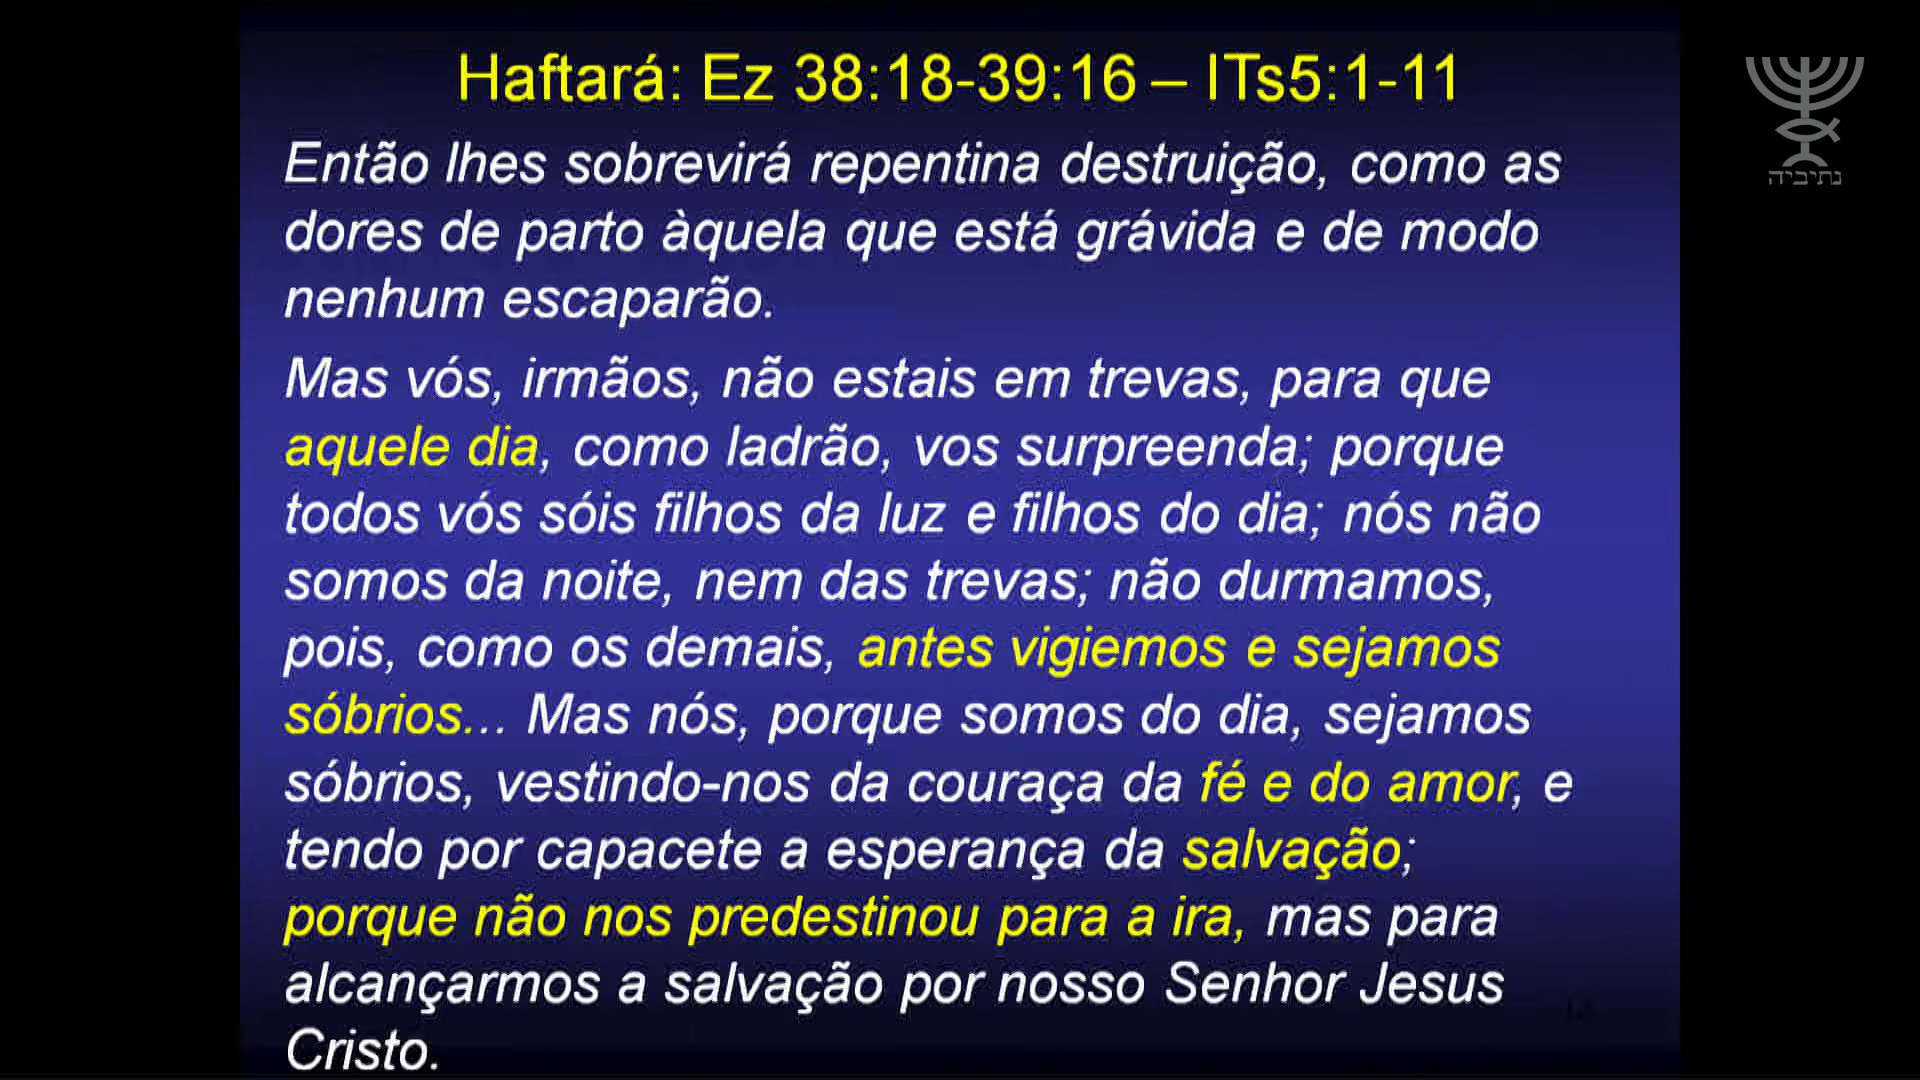 Haftará: Ez 38:18-39:16 – ITs5:1-11
נתיביה
Então lhes sobrevirá repentina destruição, como as
dores de parto àquela que está grávida e de modo
nenhum escaparão.
Mas vós, irmãos, não estais em trevas, para que
aquele dia, como ladrão, vos surpreenda; porque
todos vós sóis filhos da luz e filhos do dia; nós não
somos da noite, nem das trevas; não durmamos,
pois, como os demais, antes vigiemos e sejamos
sóbrios... Mas nós, porque somos do dia, sejamos
sóbrios, vestindo-nos da couraça da fé e do amor, e
tendo por capacete a esperança da salvação;
porque não nos predestinou para a ira, mas para
alcançarmos a salvação por nosso Senhor Jesus
Cristo.